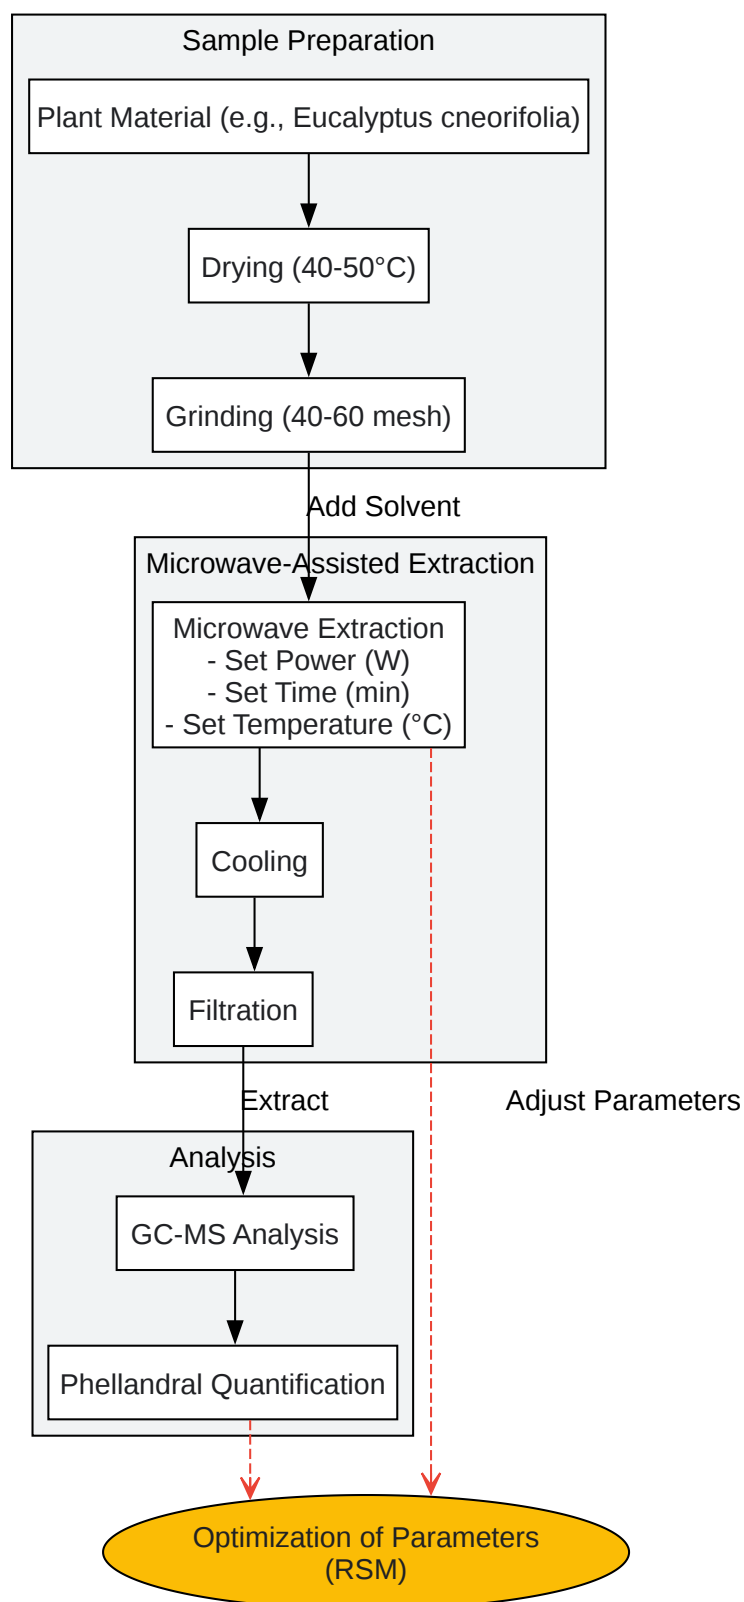 Sample Preparation
Plant Material (e.g., Eucalyptus cneorifolia)
Drying (40-50°C)
Grinding (40-60 mesh)
Add Solvent
Microwave-Assisted Extraction
Microwave Extraction
- Set Power (W)
- Set Time (min)
- Set Temperature (°C)
Cooling
Filtration
Extract
Adjust Parameters
Analysis
GC-MS Analysis
Phellandral Quantification
Optimization of Parameters
(RSM)